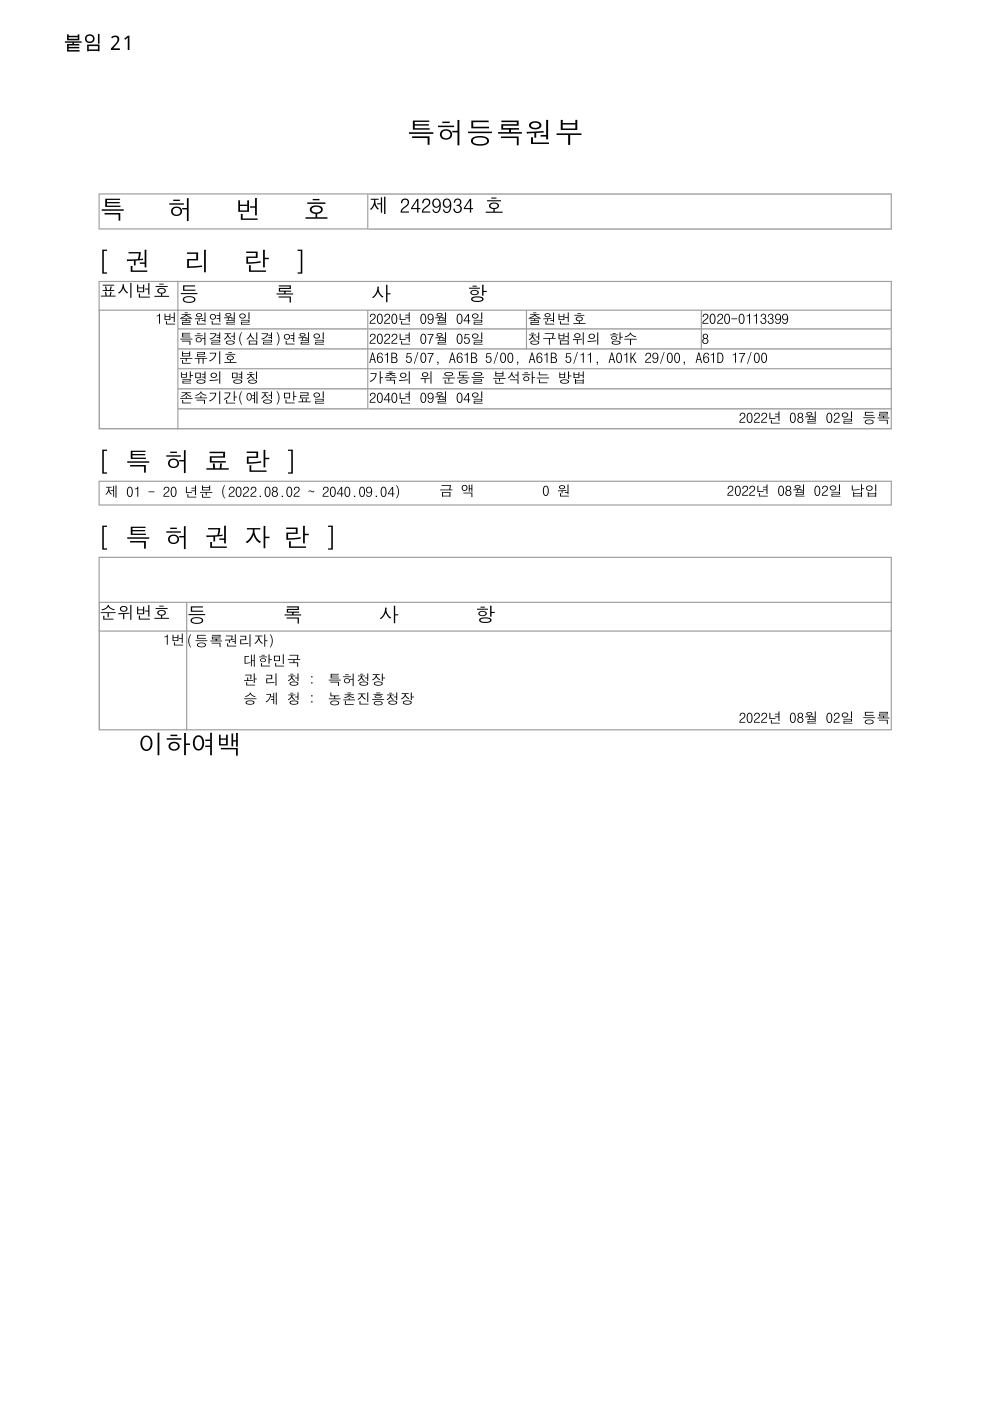 붙임 21
특허등록원부
특 허 번 호 제 2429934 호
[ 권 리 란 ]
표시번호 등 록 사 항
1번 출원연월일 2020년 09월 04일 출원번호 2020-0113399
특허결정(심결)연월일 2022년 07월 05일 청구범위의 항수 8
분류기호 A61B 5/07, A61B 5/00, A61B 5/11, A01K 29/00, A61D 17/00
발명의 명칭 가축의 위 운동을 분석하는 방법
존속기간(예정)만료일 2040년 09월 04일
2022년 08월 02일 등록
[ 특 허 료 란 ]
제 01 - 20 년분 (2022.08.02 ~ 2040.09.04) 금 액 0 원 2022년 08월 02일 납입
[ 특 허 권 자 란 ]
순위번호 등 록 사 항
1번 (등록권리자)
대한민국
관 리 청 : 특허청장
승 계 청 : 농촌진흥청장
2022년 08월 02일 등록
이하여백